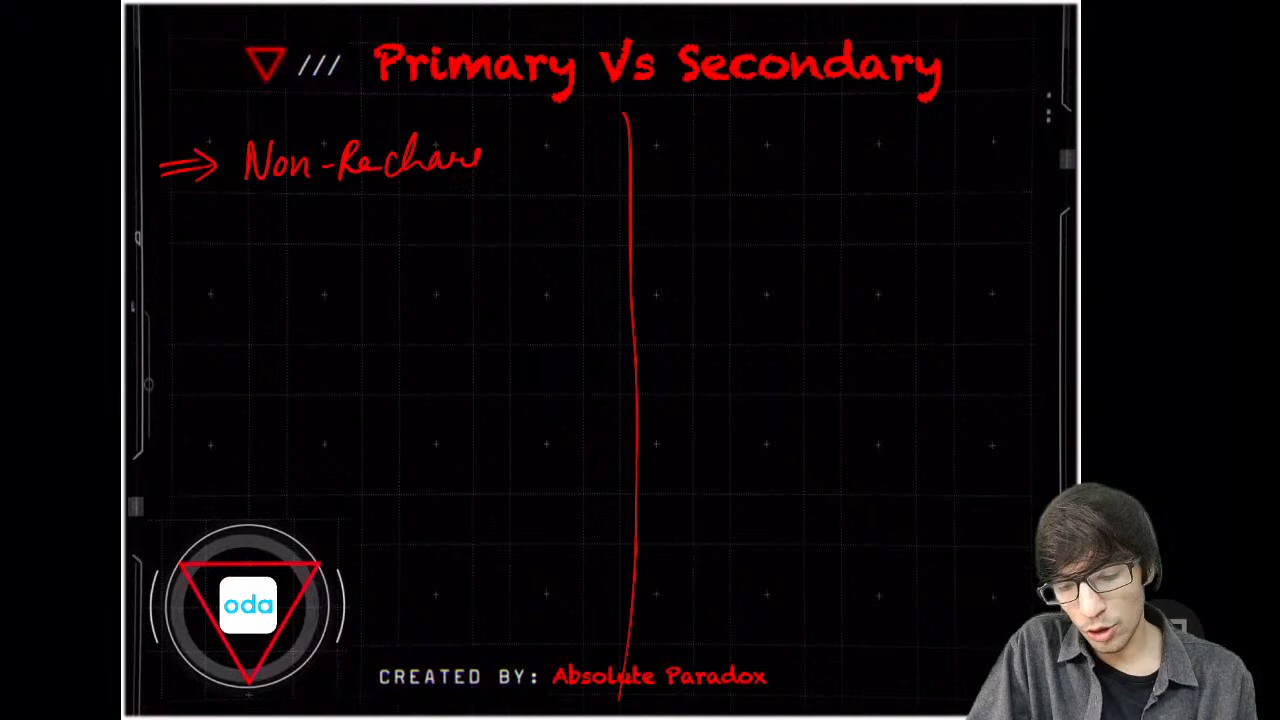 /// Primary Vs Secondary
⇒ Non-Rechar
oda
CREATED BY: Absolute Paradox